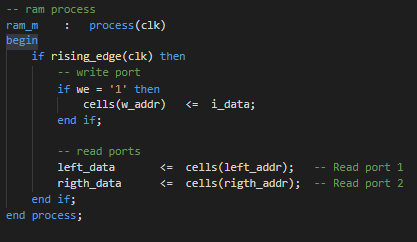 -- ram process
ram_m    :   process(clk)
begin
    if rising_edge(clk) then
        -- write port
        if we = '1' then
            cells(w_addr)   <=  i_data;
        end if;

        -- read ports
        left_data       <=  cells(left_addr);   -- Read port 1
        rigth_data      <=  cells(rigth_addr);  -- Read port 2
    end if;
end process;